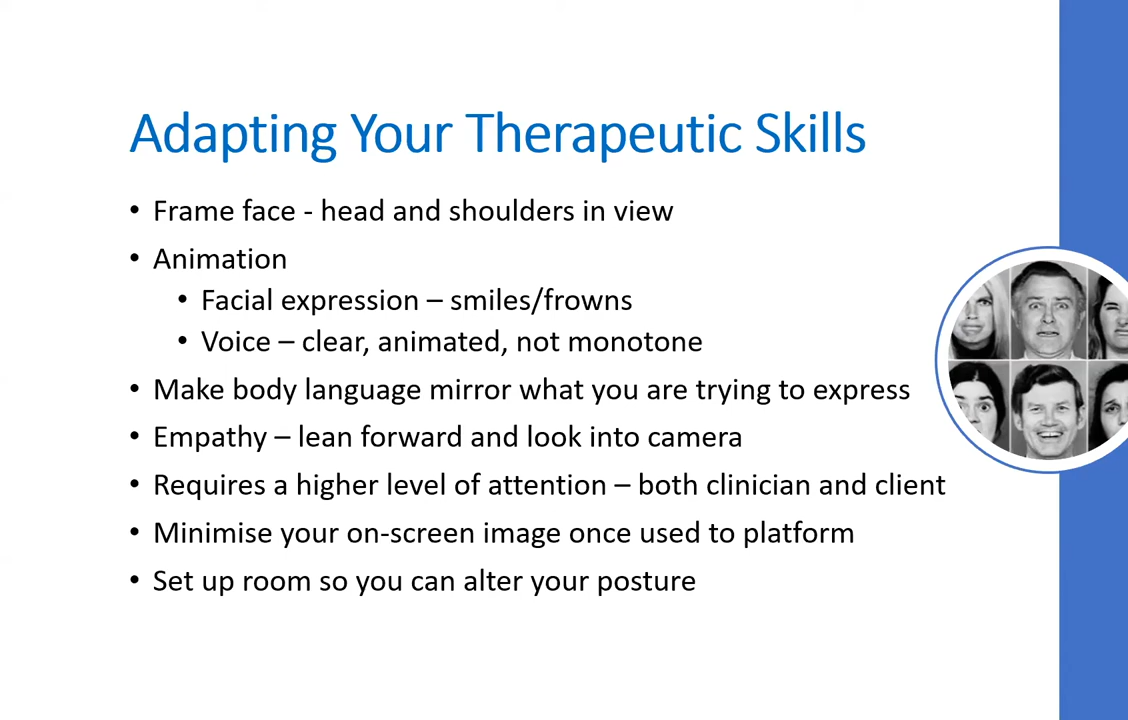 Adapting Your Therapeutic Skills
• Frame face - head and shoulders in view
• Animation
• Facial expression – smiles/frowns
• Voice – clear, animated, not monotone
• Make body language mirror what you are trying to express
• Empathy – lean forward and look into camera
• Requires a higher level of attention – both clinician and client
• Minimise your on-screen image once used to platform
• Set up room so you can alter your posture